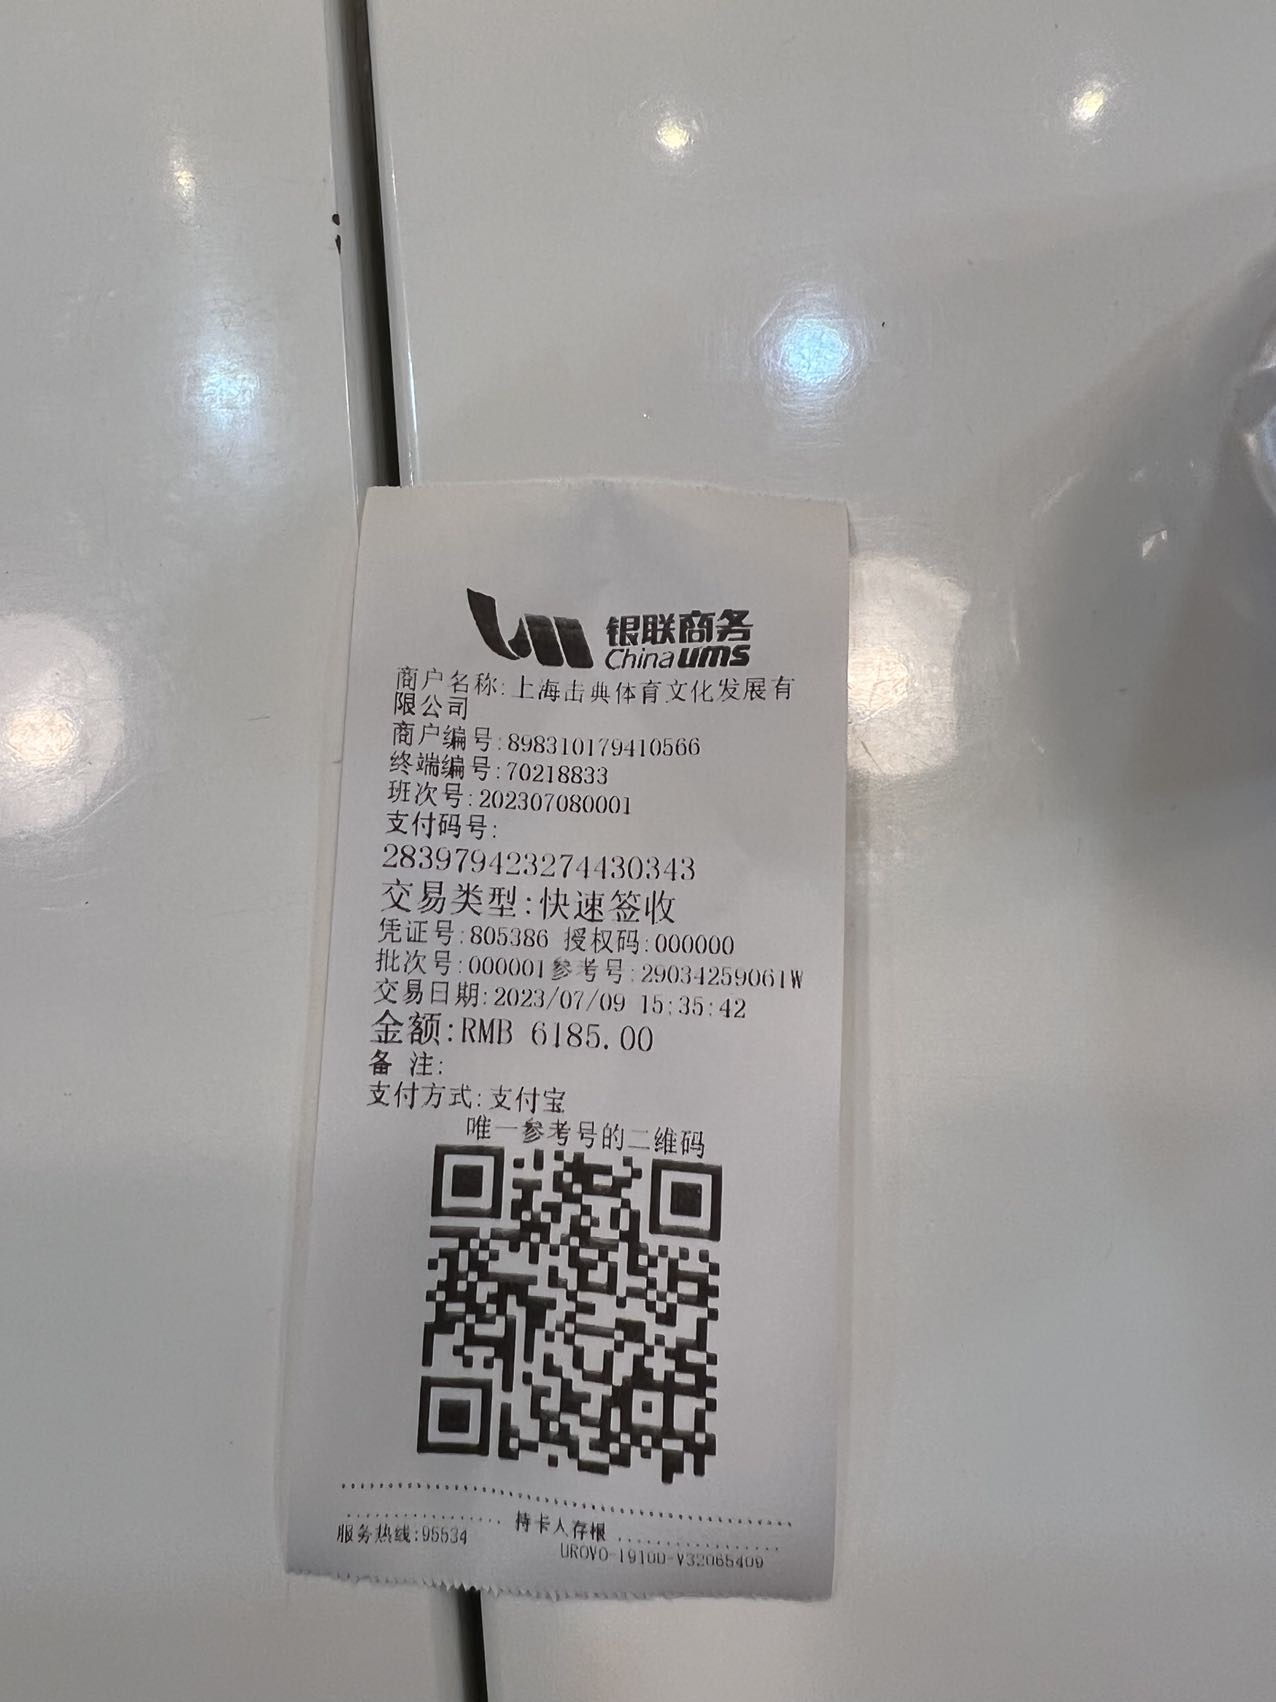 银联商务
China ums
商户名称:上海击典体育文化发展有
限公司
商户编号:898310179410566
终端编号:70218833
班次号:202307080001
支付码号:
283979423274430343
交易类型:快速签收
凭证号:805386 授权码:000000
批次号:000001参考号:29034259061W
交易日期:2023/07/09 15:35:42
金额:RMB 6185.00
备 注:
支付方式:支付宝
唯一参考号的二维码
持卡人存根
服务热线:95534
UROVO-I910D-V32065409